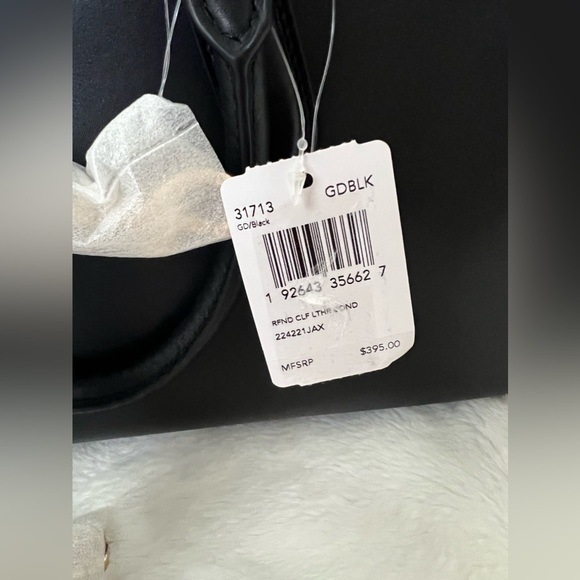 31713 GDBLK
GD/Black
1 92643 35662 7
RFND CLF LTHR COND
224221JAX
MFSRP $395.00